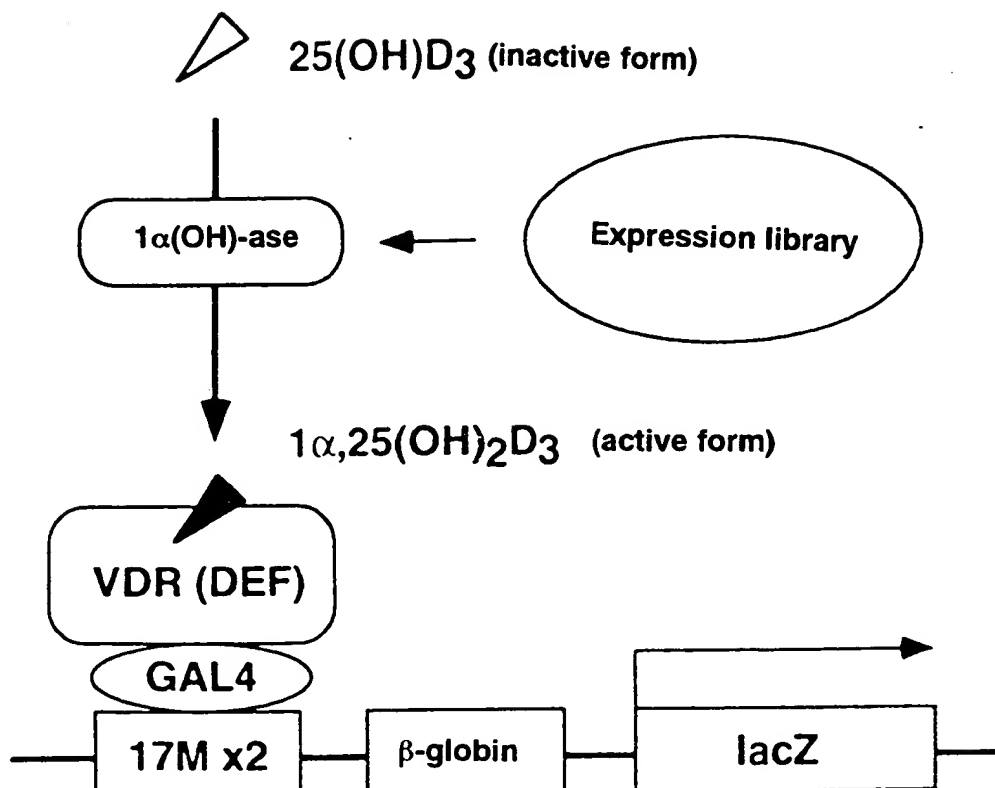 25(OH)D3 (inactive form)
1α(OH)-ase
Expression library
1α,25(OH)2D3 (active form)
VDR (DEF)
GAL4
17M x2
β-globin
lacZ